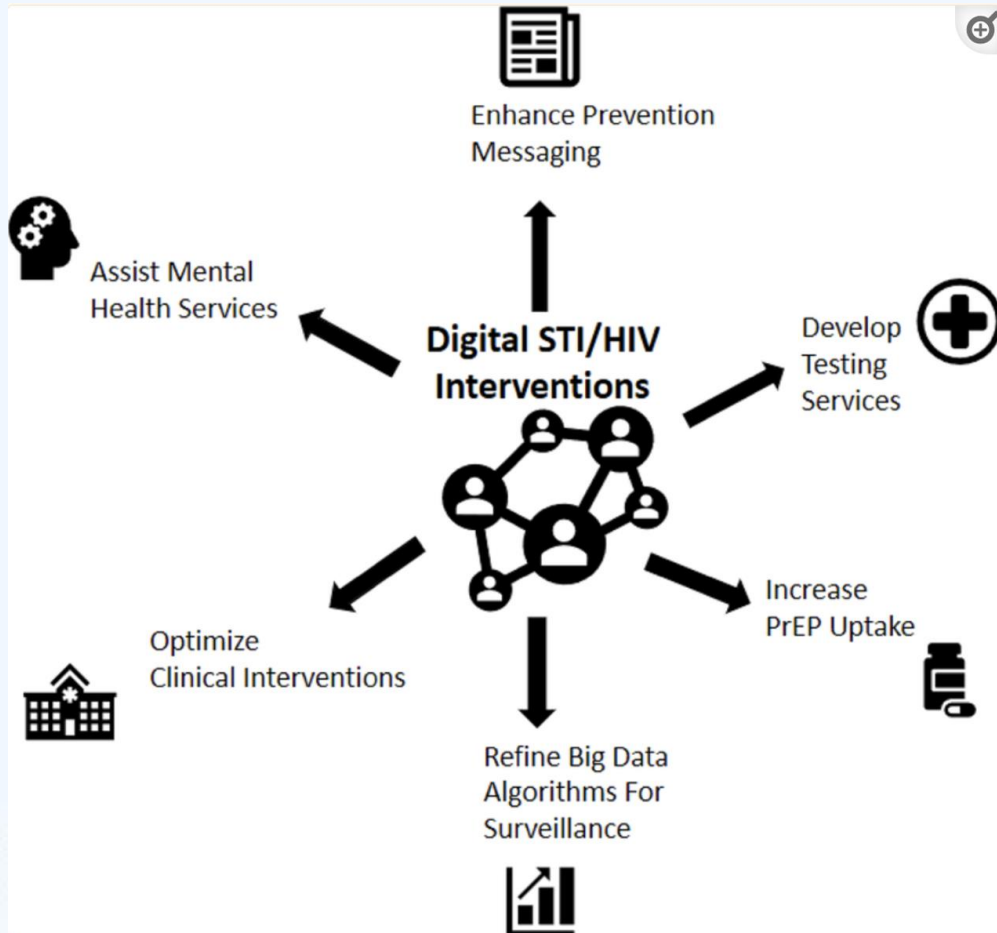 Enhance Prevention
Messaging
Assist Mental
Health Services
Digital STI/HIV
Interventions
Develop
Testing
Services
Increase
PrEP Uptake
Optimize
Clinical Interventions
Refine Big Data
Algorithms For
Surveillance